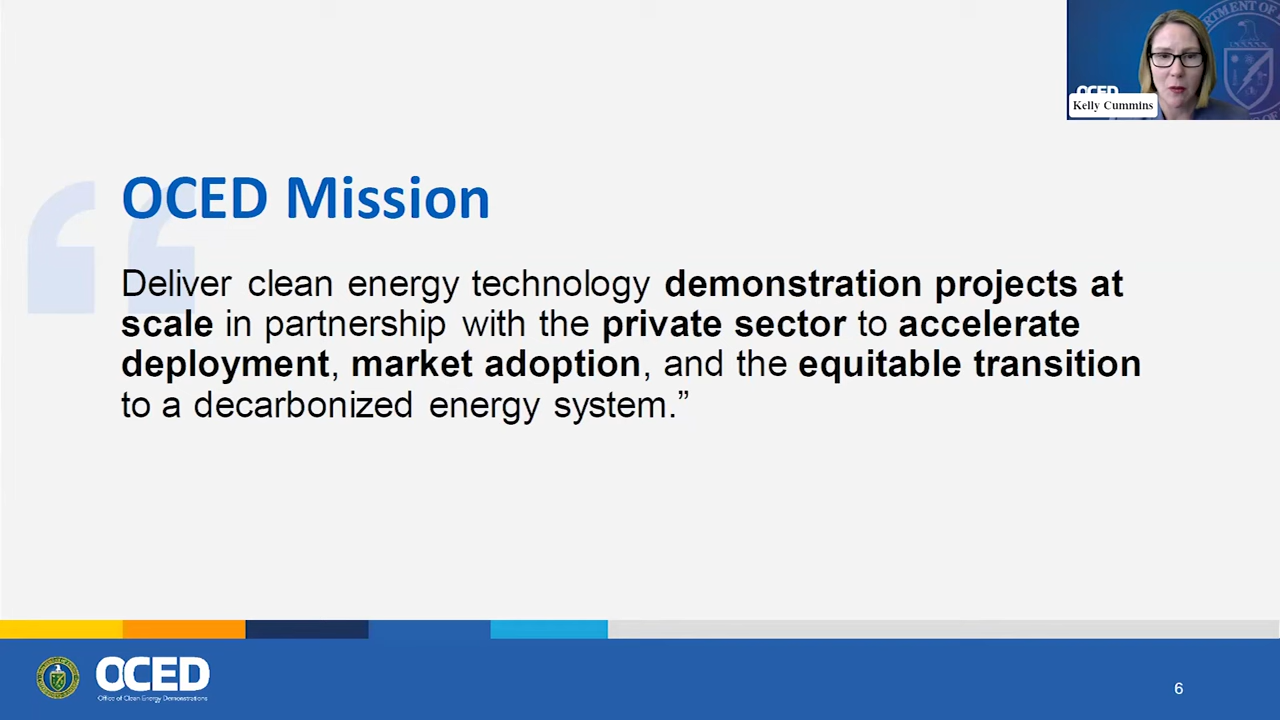 RTMENT OF
OCED
Kelly Cummins
OCED Mission
“
Deliver clean energy technology demonstration projects at
scale in partnership with the private sector to accelerate
deployment, market adoption, and the equitable transition
to a decarbonized energy system.”
OCED
Office of Clean Energy Demonstrations
6